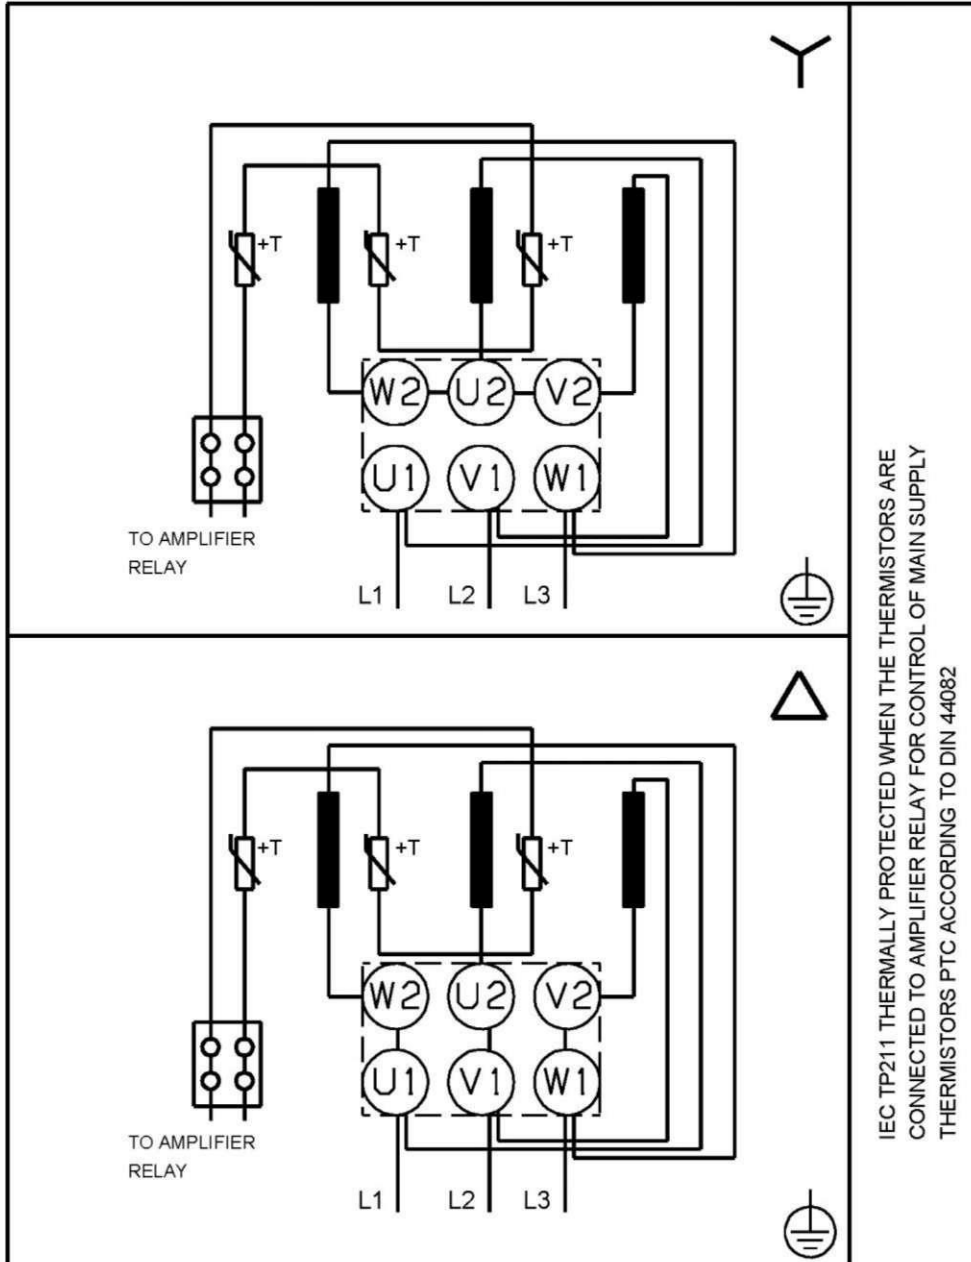 +T +T +T
W2 U2 V2
U1 V1 W1
TO AMPLIFIER
RELAY
L1 L2 L3
+T +T +T
W2 U2 V2
U1 V1 W1
TO AMPLIFIER
RELAY
L1 L2 L3
IEC TP211 THERMALLY PROTECTED WHEN THE THERMISTORS ARE
CONNECTED TO AMPLIFIER RELAY FOR CONTROL OF MAIN SUPPLY
THERMISTORS PTC ACCORDING TO DIN 44082